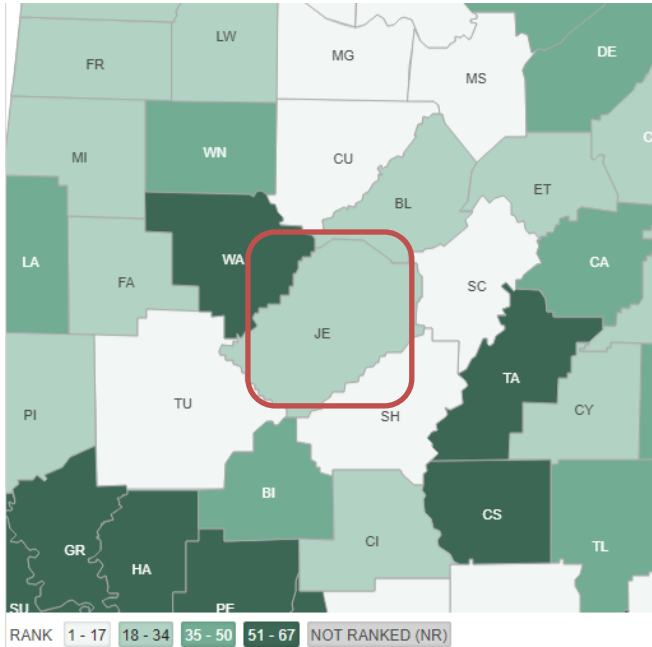 LW
MG
DE
FR
MS
MI
WN
CU
BL
ET
LA
WA
CA
FA
SC
JE
TA
PI
TU
SH
CY
BI
CS
CI
TL
GR
HA
SU
PE
RANK 1 - 17 18 - 34 35 - 50 51 - 67 NOT RANKED (NR)